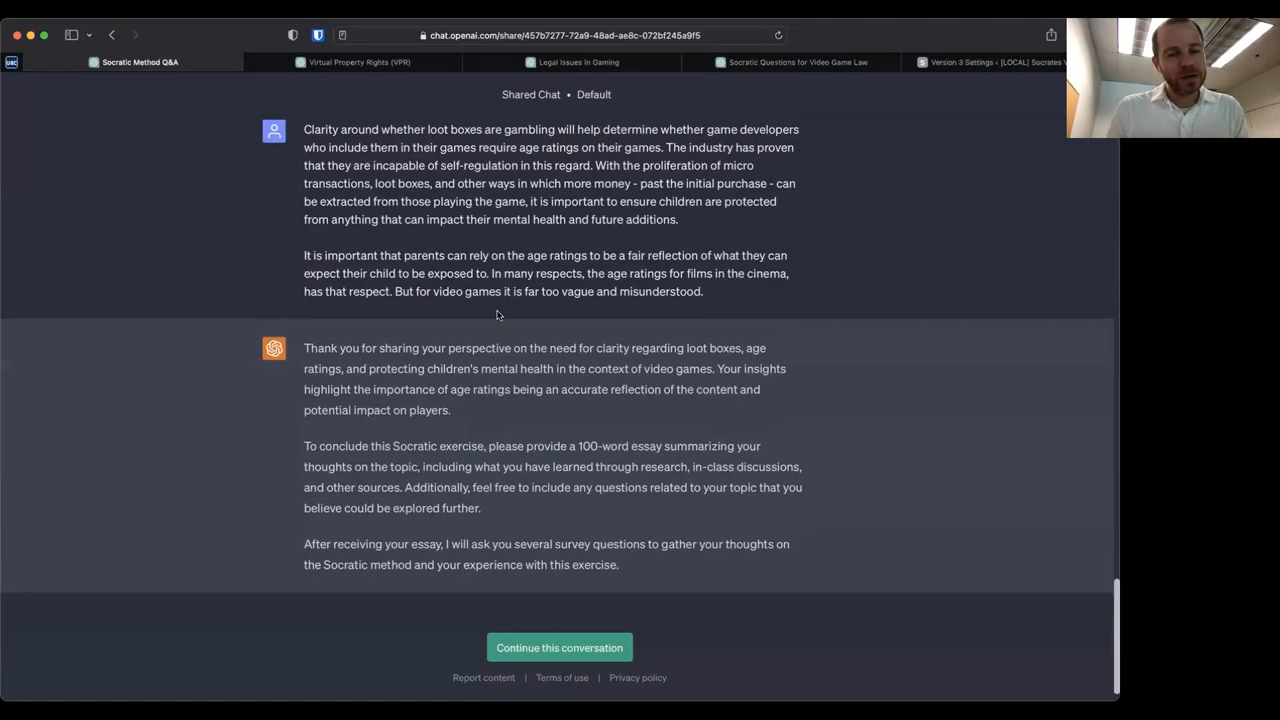 chat.openai.com/share/457b7277-72a9-48ad-ae8c-072bf245a9f5
USC
Socratic Method Q&A
Virtual Property Rights (VPR)
Legal Issues in Gaming
Socratic Questions for Video Game Law
S
Version 3 Settings ‹ [LOCAL] Socrates
Shared Chat • Default
Clarity around whether loot boxes are gambling will help determine whether game developers
who include them in their games require age ratings on their games. The industry has proven
that they are incapable of self-regulation in this regard. With the proliferation of micro
transactions, loot boxes, and other ways in which more money - past the initial purchase - can
be extracted from those playing the game, it is important to ensure children are protected
from anything that can impact their mental health and future additions.
It is important that parents can rely on the age ratings to be a fair reflection of what they can
expect their child to be exposed to. In many respects, the age ratings for films in the cinema,
has that respect. But for video games it is far too vague and misunderstood.
Thank you for sharing your perspective on the need for clarity regarding loot boxes, age
ratings, and protecting children's mental health in the context of video games. Your insights
highlight the importance of age ratings being an accurate reflection of the content and
potential impact on players.
To conclude this Socratic exercise, please provide a 100-word essay summarizing your
thoughts on the topic, including what you have learned through research, in-class discussions,
and other sources. Additionally, feel free to include any questions related to your topic that you
believe could be explored further.
After receiving your essay, I will ask you several survey questions to gather your thoughts on
the Socratic method and your experience with this exercise.
Continue this conversation
Report content | Terms of use | Privacy policy